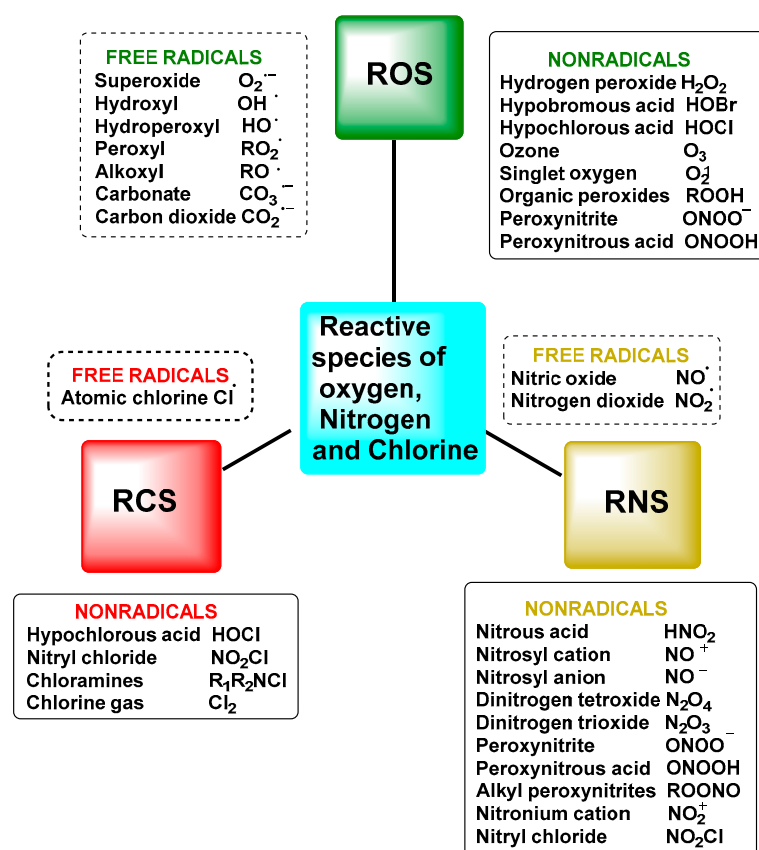 FREE RADICALS
Superoxide O₂˙⁻
Hydroxyl OH˙
Hydroperoxyl HO˙
Peroxyl RO₂˙
Alkoxyl RO˙
Carbonate CO₃˙⁻
Carbon dioxide CO₂˙⁻
ROS
NONRADICALS
Hydrogen peroxide H₂O₂
Hypobromous acid HOBr
Hypochlorous acid HOCl
Ozone O₃
Singlet oxygen O₂¹
Organic peroxides ROOH
Peroxynitrite ONOO⁻
Peroxynitrous acid ONOOH
Reactive
species of
oxygen,
Nitrogen
and Chlorine
FREE RADICALS
Atomic chlorine Cl˙
RCS
NONRADICALS
Hypochlorous acid HOCl
Nitryl chloride NO₂Cl
Chloramines R₁R₂NCl
Chlorine gas Cl₂
FREE RADICALS
Nitric oxide NO˙
Nitrogen dioxide NO₂˙
RNS
NONRADICALS
Nitrous acid HNO₂
Nitrosyl cation NO⁺
Nitrosyl anion NO⁻
Dinitrogen tetroxide N₂O₄
Dinitrogen trioxide N₂O₃
Peroxynitrite ONOO⁻
Peroxynitrous acid ONOOH
Alkyl peroxynitrites ROONO
Nitronium cation NO₂⁺
Nitryl chloride NO₂Cl